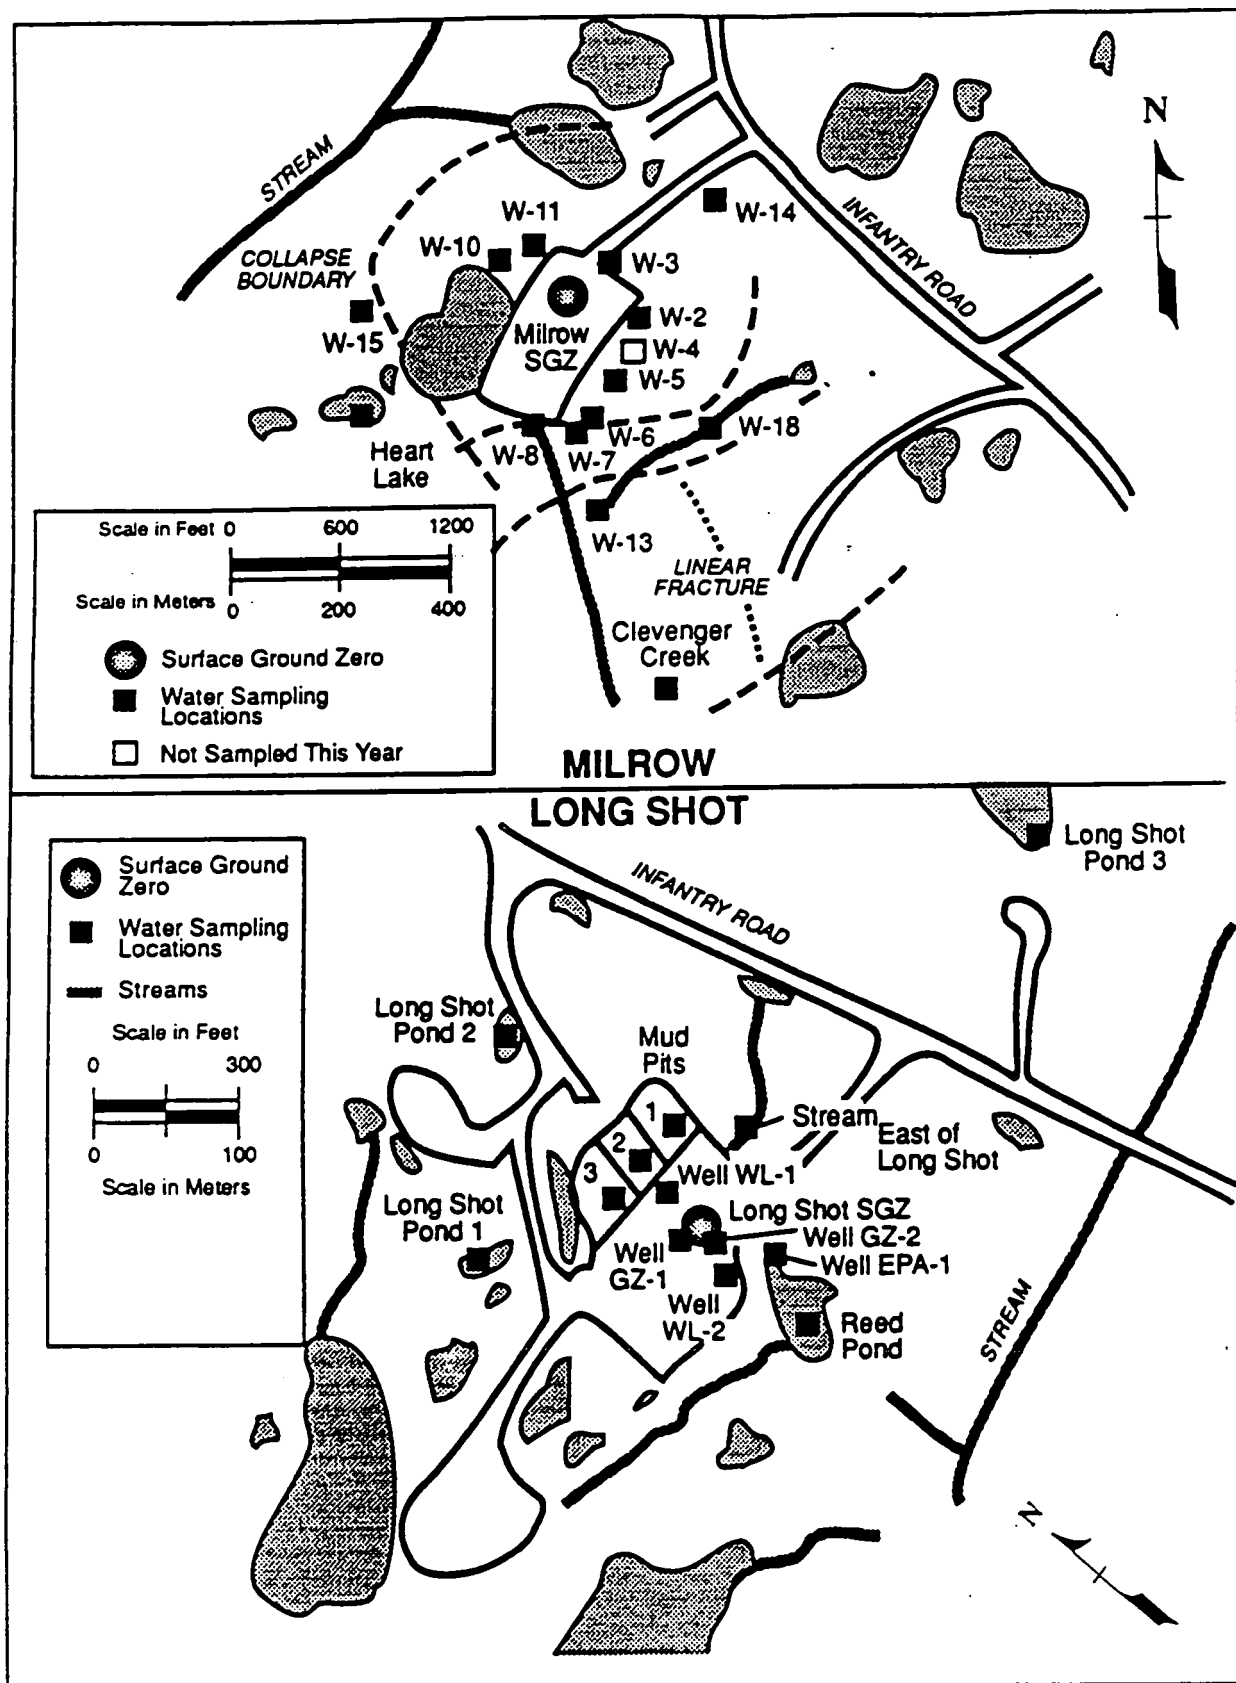 N
STREAM
INFANTRY ROAD
W-14
W-11
W-10
W-3
COLLAPSE
BOUNDARY
W-15
Milrow
SGZ
W-2
W-4
W-5
W-6
W-7
W-8
W-18
W-13
Heart
Lake
LINEAR
FRACTURE
Clevenger
Creek
Scale in Feet 0 600 1200
Scale in Meters 0 200 400
Surface Ground Zero
Water Sampling
Locations
Not Sampled This Year
MILROW
LONG SHOT
Surface Ground
Zero
Water Sampling
Locations
Streams
Scale in Feet
0 300
0 100
Scale in Meters
Long Shot
Pond 3
INFANTRY ROAD
Long Shot
Pond 2
Mud
Pits
1
2
3
Stream
East of
Long Shot
Well WL-1
Long Shot
Pond 1
Long Shot SGZ
Well GZ-2
Well EPA-1
Well
GZ-1
Well
WL-2
Reed
Pond
STREAM
N